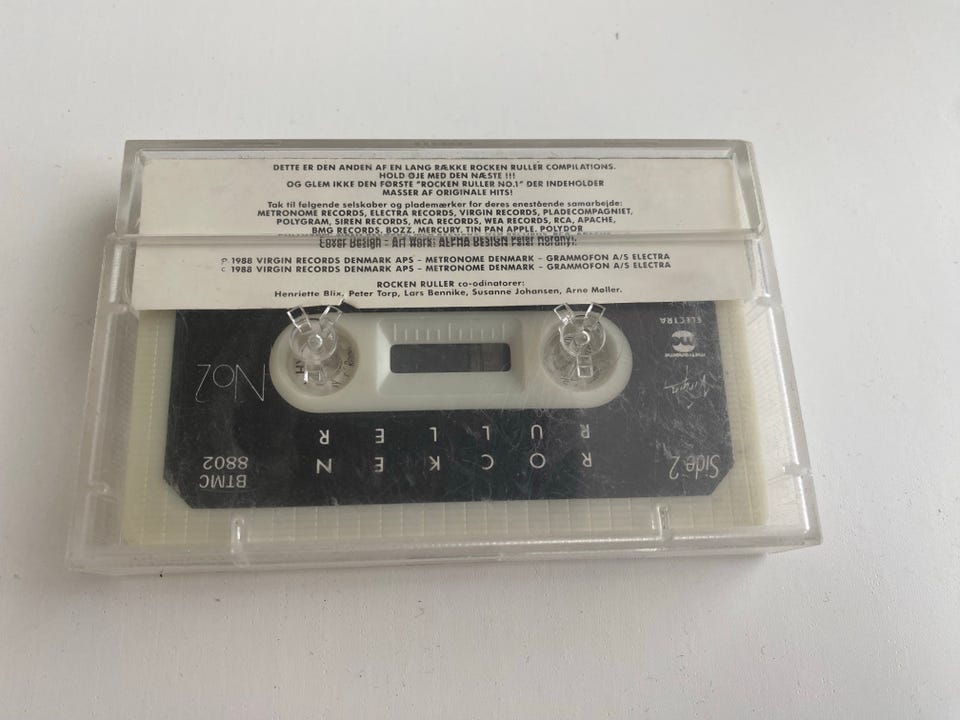 DETTE ER DEN ANDEN AF EN LANG RÆKKE ROCKEN RULLER COMPILATIONS.
HOLD ØJE MED DEN NÆSTE !!!
OG GLEM IKKE DEN FØRSTE "ROCKEN RULLER NO.1" DER INDEHOLDER
MASSER AF ORIGINALE HITS!
Tak til følgende selskaber og plademærker for deres enestående samarbejde:
METRONOME RECORDS, ELECTRA RECORDS, VIRGIN RECORDS, PLADECOMPAGNIET,
POLYGRAM, SIREN RECORDS, MCA RECORDS, WEA RECORDS, RCA, APACHE,
BMG RECORDS, BOZZ, MERCURY, TIN PAN APPLE, POLYDOR
Cover Design - Art Work: ALPHA DESIGN Peter Horanyi.
P 1988 VIRGIN RECORDS DENMARK APS - METRONOME DENMARK - GRAMMOFON A/S ELECTRA
C 1988 VIRGIN RECORDS DENMARK APS - METRONOME DENMARK - GRAMMOFON A/S ELECTRA
ROCKEN RULLER co-odinatorer:
Henriette Blix, Peter Torp, Lars Bennike, Susanne Johansen, Arne Møller.
Side 2
BTMC
8802
ROCKEN
RULLER
No2
Virgin
mc
metronome
ELECTRA